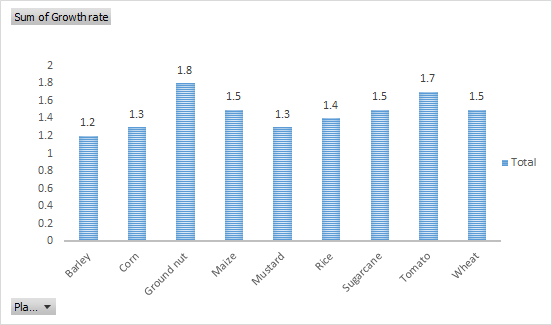 Sum of Growth rate
2
1.8
1.6
1.4
1.2
1
0.8
0.6
0.4
0.2
0
1.2
1.3
1.8
1.5
1.3
1.4
1.5
1.7
1.5
Barley
Corn
Ground nut
Maize
Mustard
Rice
Sugarcane
Tomato
Wheat
Total
Pla...